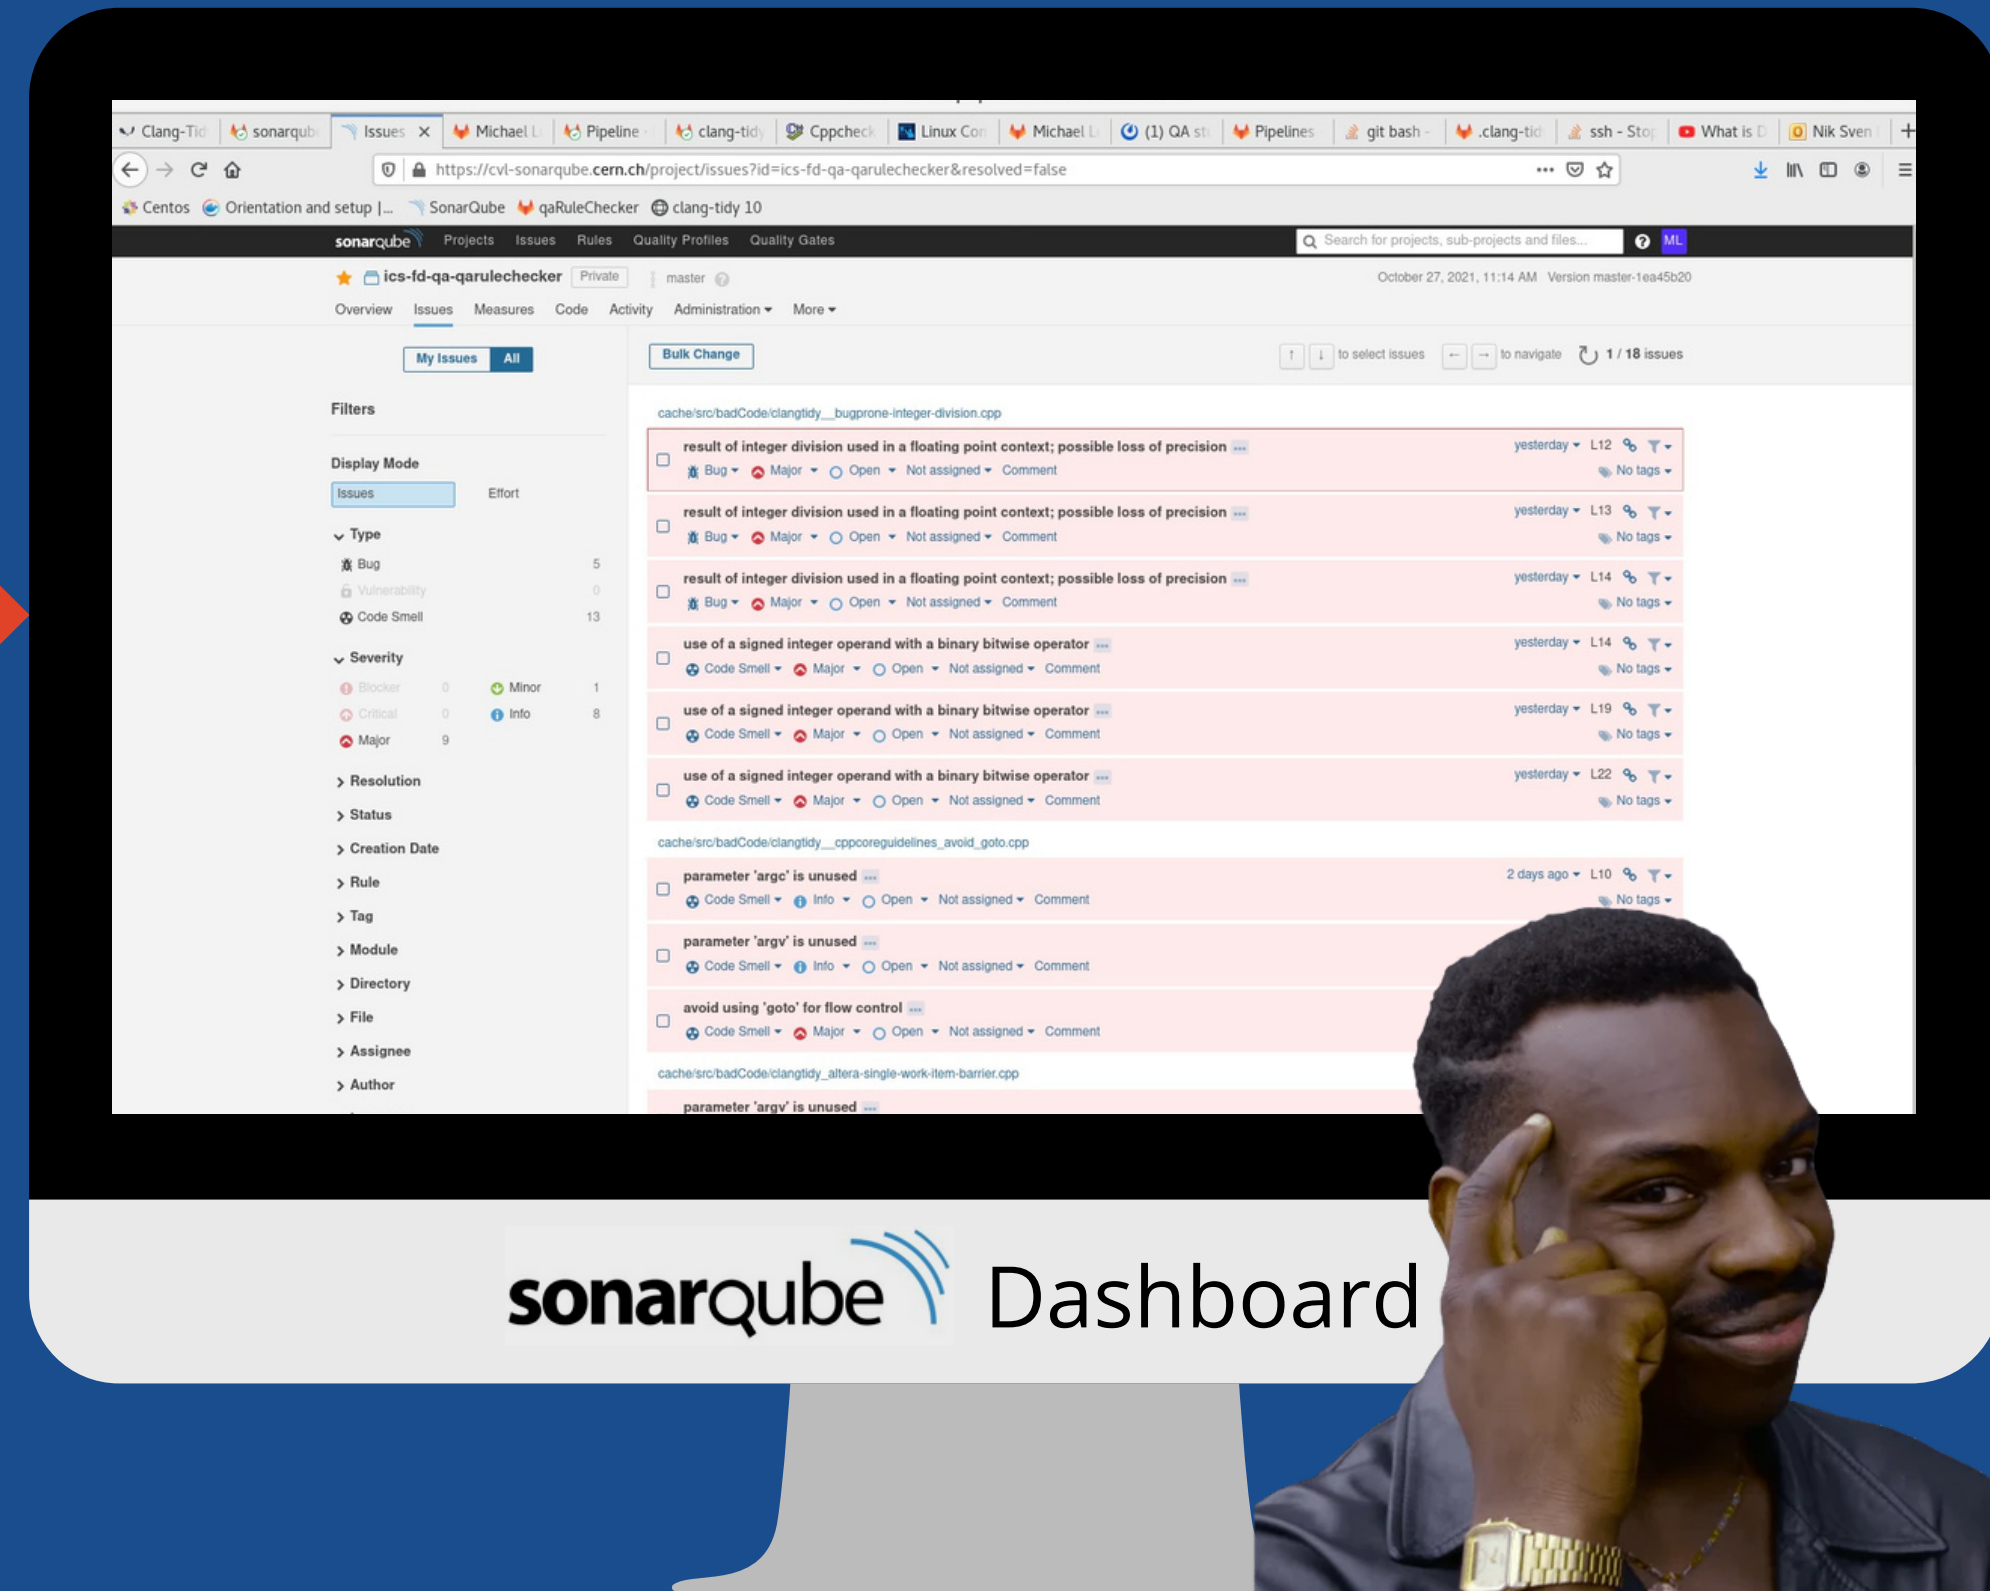 Clang-Tid sonarqub Issues Michael L Pipeline clang-tidy Cppcheck Linux Con Michael L (1) QA st Pipelines git bash - .clang-tid ssh - Stop What is D Nik Sven
https://cvl-sonarqube.cern.ch/project/issues?id=ics-fd-qa-qarulechecker&resolved=false
Centos Orientation and setup |... SonarQube qaRuleChecker clang-tidy 10
sonarqube Projects Issues Rules Quality Profiles Quality Gates Search for projects, sub-projects and files... ML
ics-fd-qa-qarulechecker Private master October 27, 2021, 11:14 AM Version master-1ea45b20
Overview Issues Measures Code Activity Administration More
My Issues All
Bulk Change to select issues to navigate 1 / 18 issues
Filters
Display Mode
Issues Effort
Type
Bug 5
Vulnerability 0
Code Smell 13
Severity
Blocker 0 Minor 1
Critical 0 Info 8
Major 9
Resolution
Status
Creation Date
Rule
Tag
Module
Directory
File
Assignee
Author
cache/src/badCode/clangtidy__bugprone-integer-division.cpp
result of integer division used in a floating point context; possible loss of precision ... yesterday L12
Bug Major Open Not assigned Comment No tags
result of integer division used in a floating point context; possible loss of precision ... yesterday L13
Bug Major Open Not assigned Comment No tags
result of integer division used in a floating point context; possible loss of precision ... yesterday L14
Bug Major Open Not assigned Comment No tags
use of a signed integer operand with a binary bitwise operator ... yesterday L14
Code Smell Major Open Not assigned Comment No tags
use of a signed integer operand with a binary bitwise operator ... yesterday L19
Code Smell Major Open Not assigned Comment No tags
use of a signed integer operand with a binary bitwise operator ... yesterday L22
Code Smell Major Open Not assigned Comment No tags
cache/src/badCode/clangtidy__cppcoreguidelines_avoid_goto.cpp
parameter 'argc' is unused ... 2 days ago L10
Code Smell Info Open Not assigned Comment No tags
parameter 'argv' is unused ...
Code Smell Info Open Not assigned Comment
avoid using 'goto' for flow control ...
Code Smell Major Open Not assigned Comment
cache/src/badCode/clangtidy_altera-single-work-item-barrier.cpp
parameter 'argv' is unused ...
sonarqube Dashboard